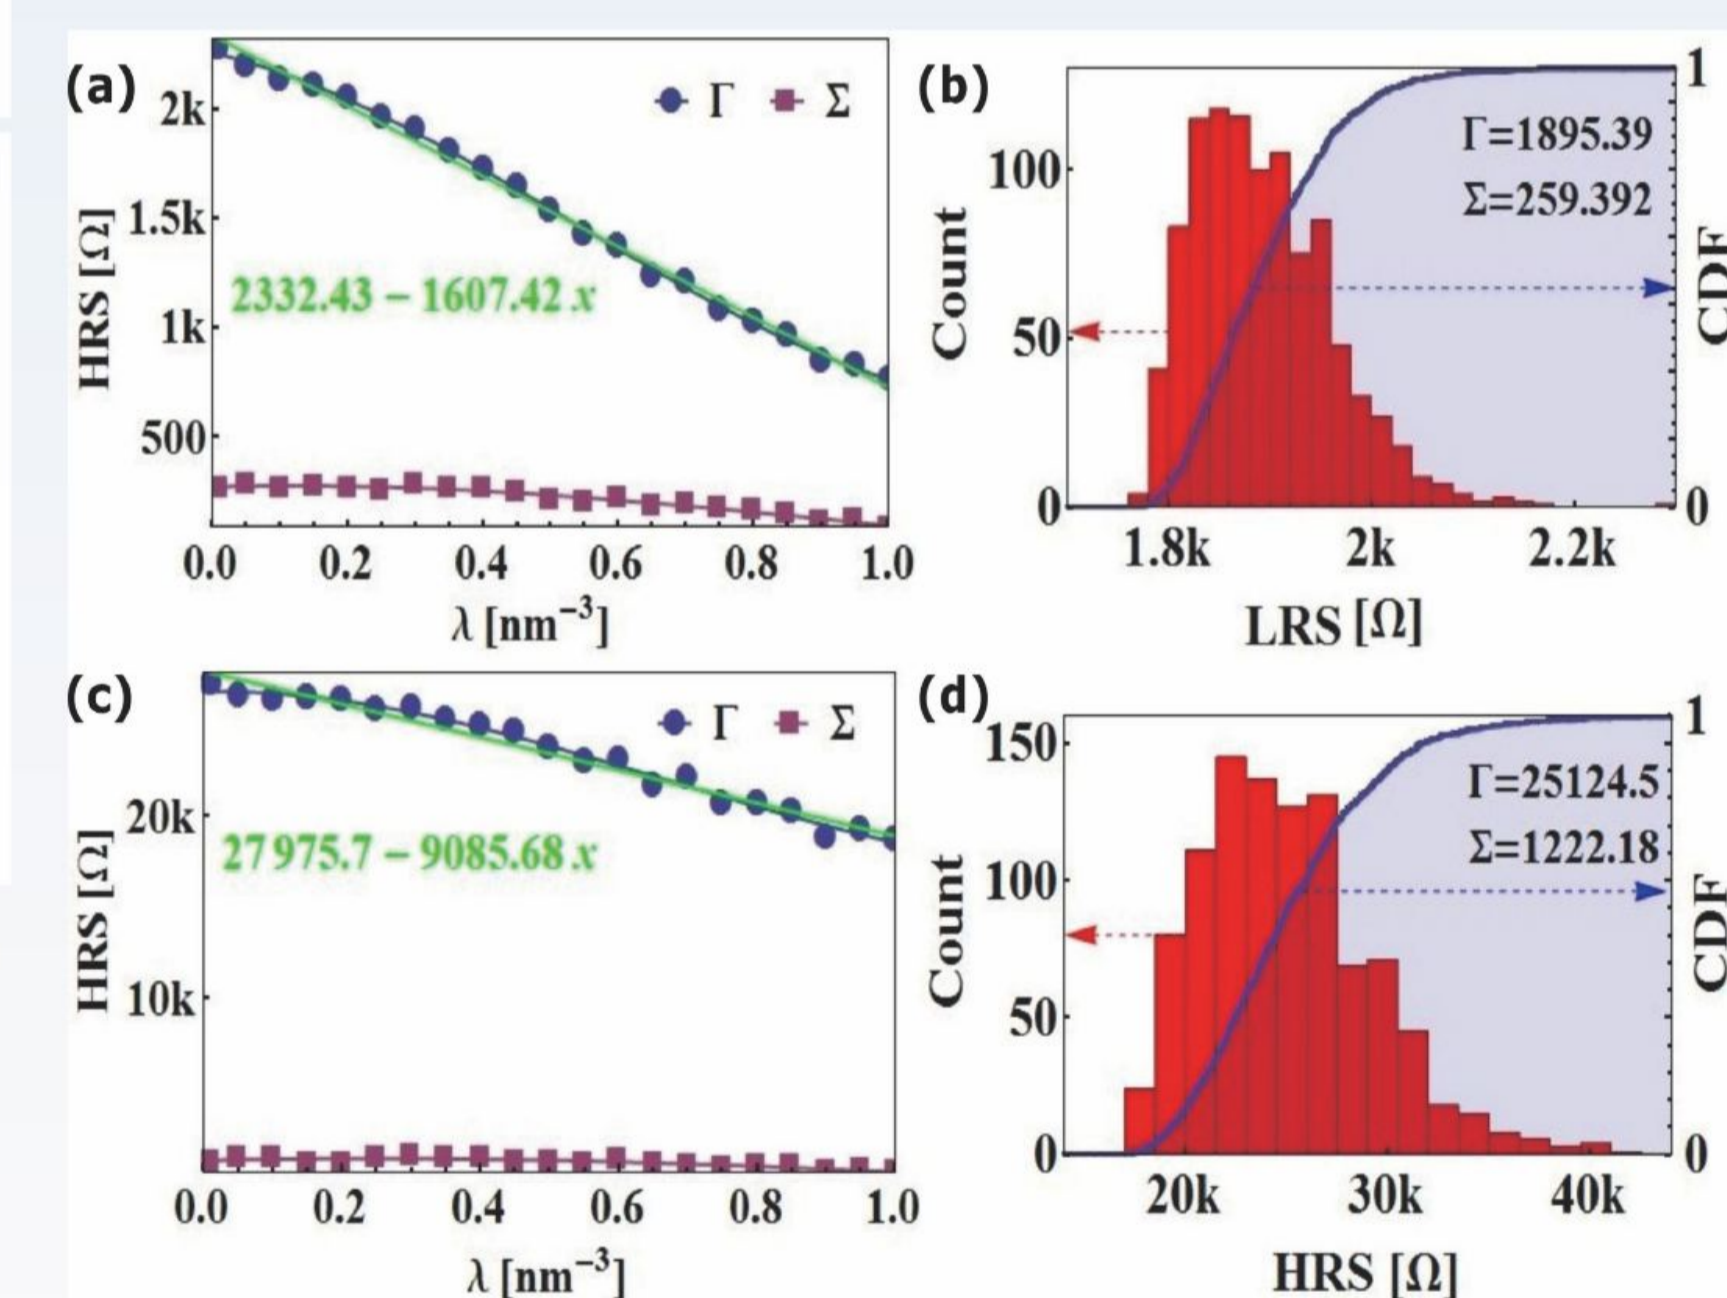 (a)
Γ Σ
2k
1.5k
1k
500
HRS [Ω]
2332.43 − 1607.42 x
0.0 0.2 0.4 0.6 0.8 1.0
λ [nm⁻³]
(b)
Γ=1895.39
Σ=259.392
100
50
0
Count
1
0
CDF
1.8k 2k 2.2k
LRS [Ω]
(c)
Γ Σ
20k
10k
HRS [Ω]
27975.7 − 9085.68 x
0.0 0.2 0.4 0.6 0.8 1.0
λ [nm⁻³]
(d)
Γ=25124.5
Σ=1222.18
150
100
50
0
Count
1
0
CDF
20k 30k 40k
HRS [Ω]